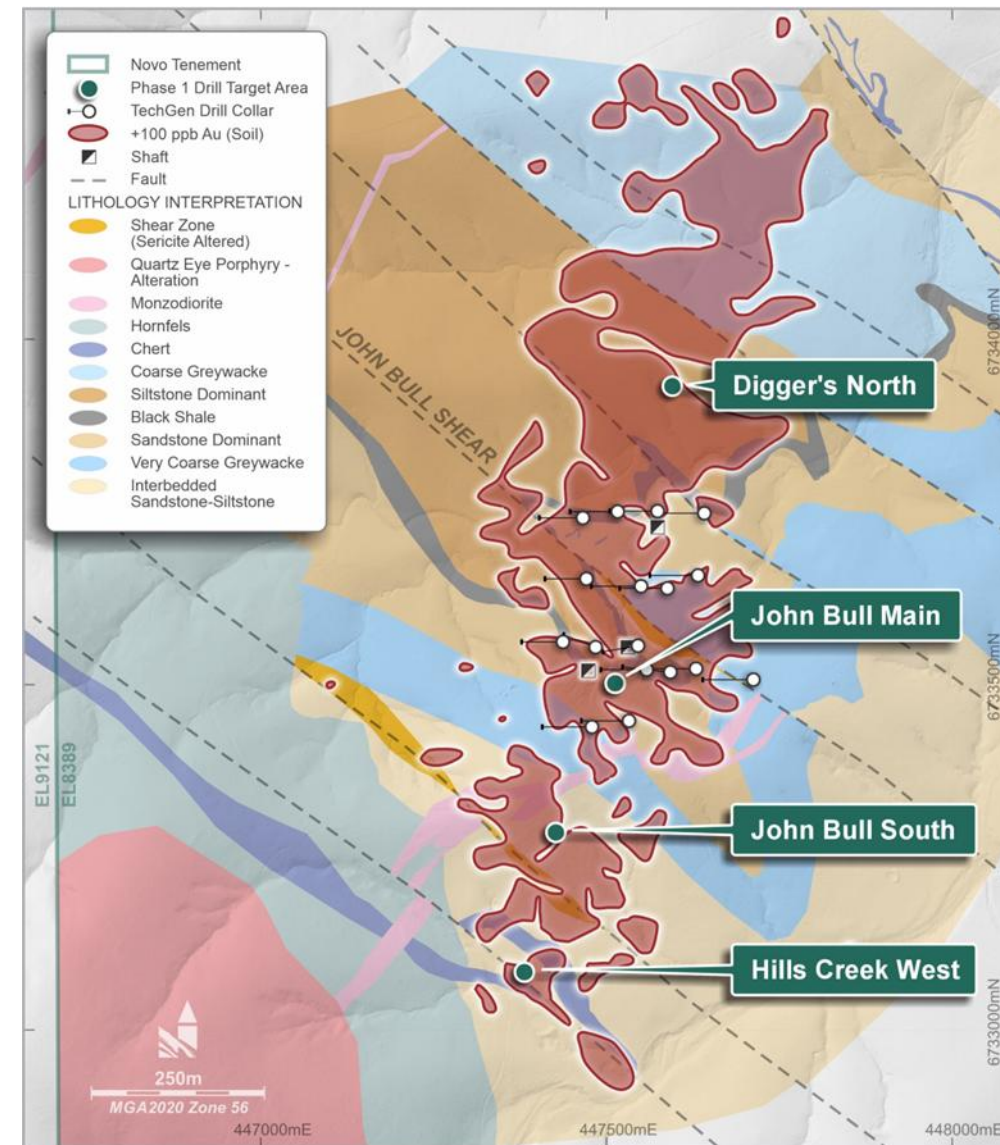 Novo Tenement
Phase 1 Drill Target Area
TechGen Drill Collar
+100 ppb Au (Soil)
Shaft
Fault
LITHOLOGY INTERPRETATION
Shear Zone
(Sericite Altered)
Quartz Eye Porphyry -
Alteration
Monzodiorite
Hornfels
Chert
Coarse Greywacke
Siltstone Dominant
Black Shale
Sandstone Dominant
Very Coarse Greywacke
Interbedded
Sandstone-Siltstone
JOHN BULL SHEAR
Digger's North
John Bull Main
John Bull South
Hills Creek West
6734000mN
6733500mN
6733000mN
EL9121
EL8389
250m
MGA2020 Zone 56
447000mE
447500mE
448000mE